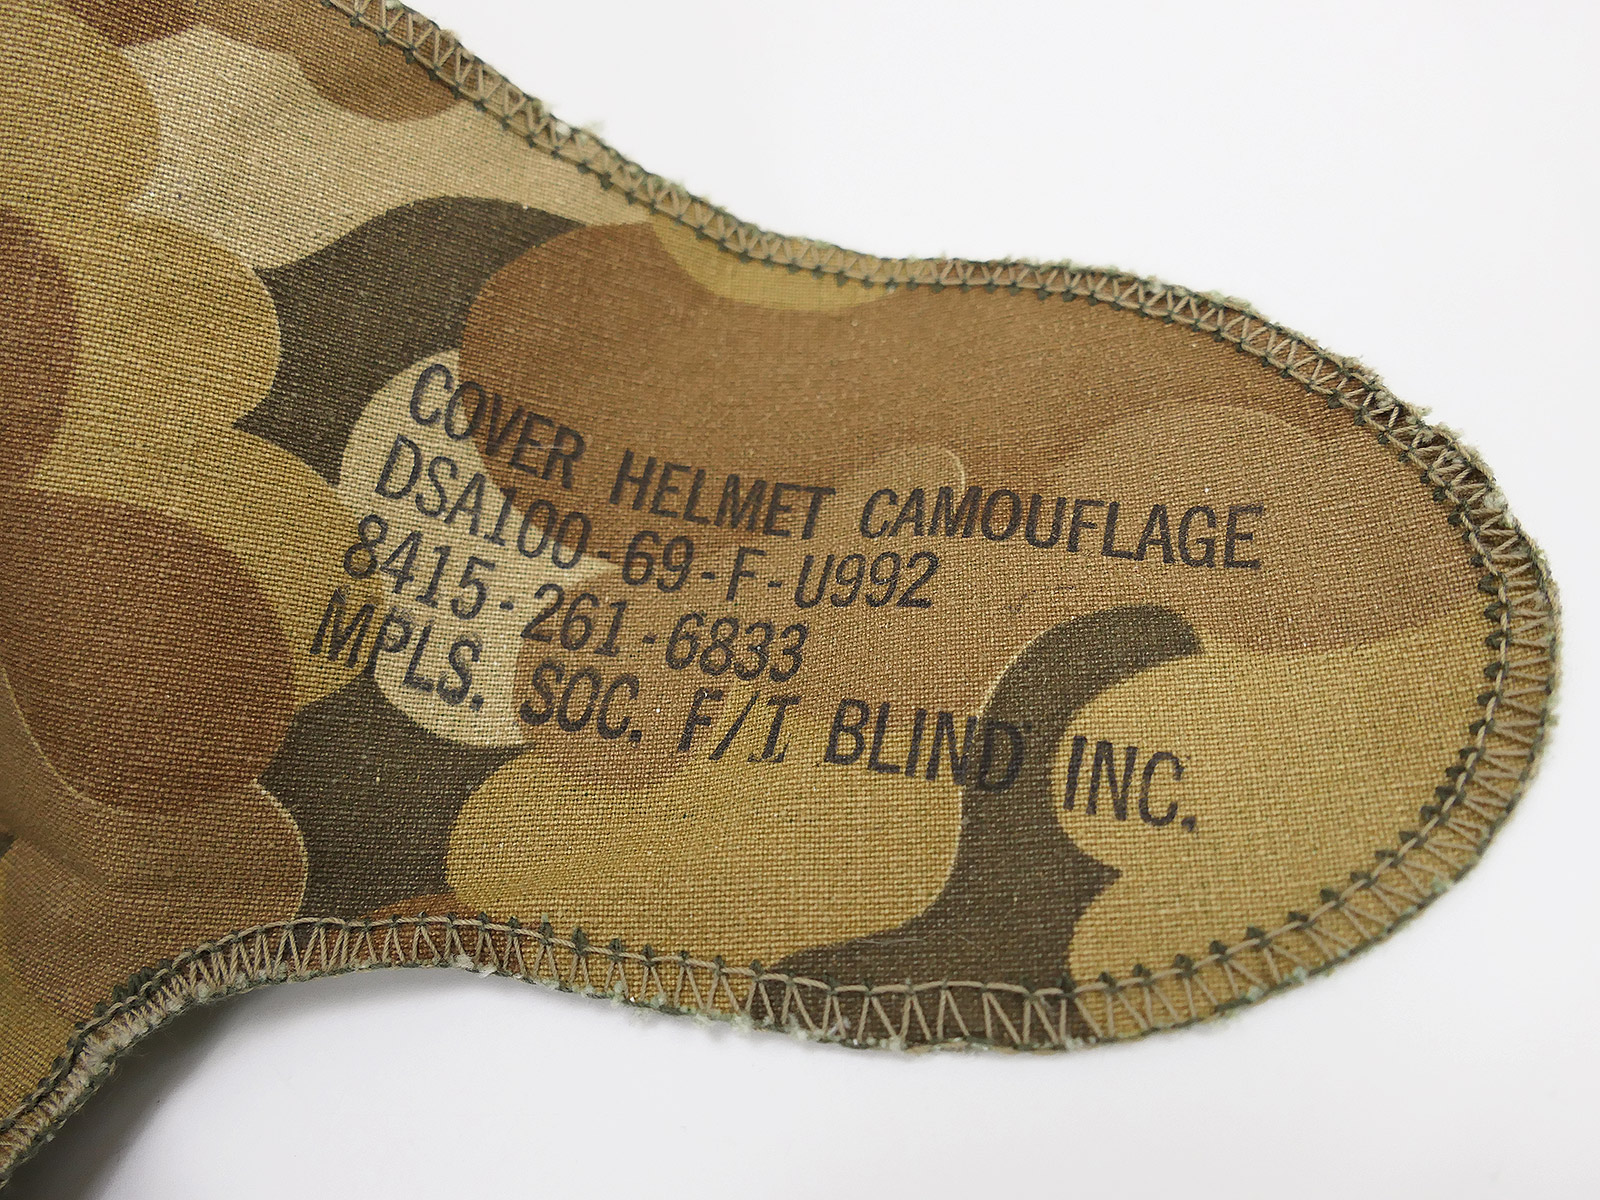 COVER HELMET CAMOUFLAGE
DSA100-69-F-U992
8415-261-6833
MPLS. SOC. F/I BLIND INC.